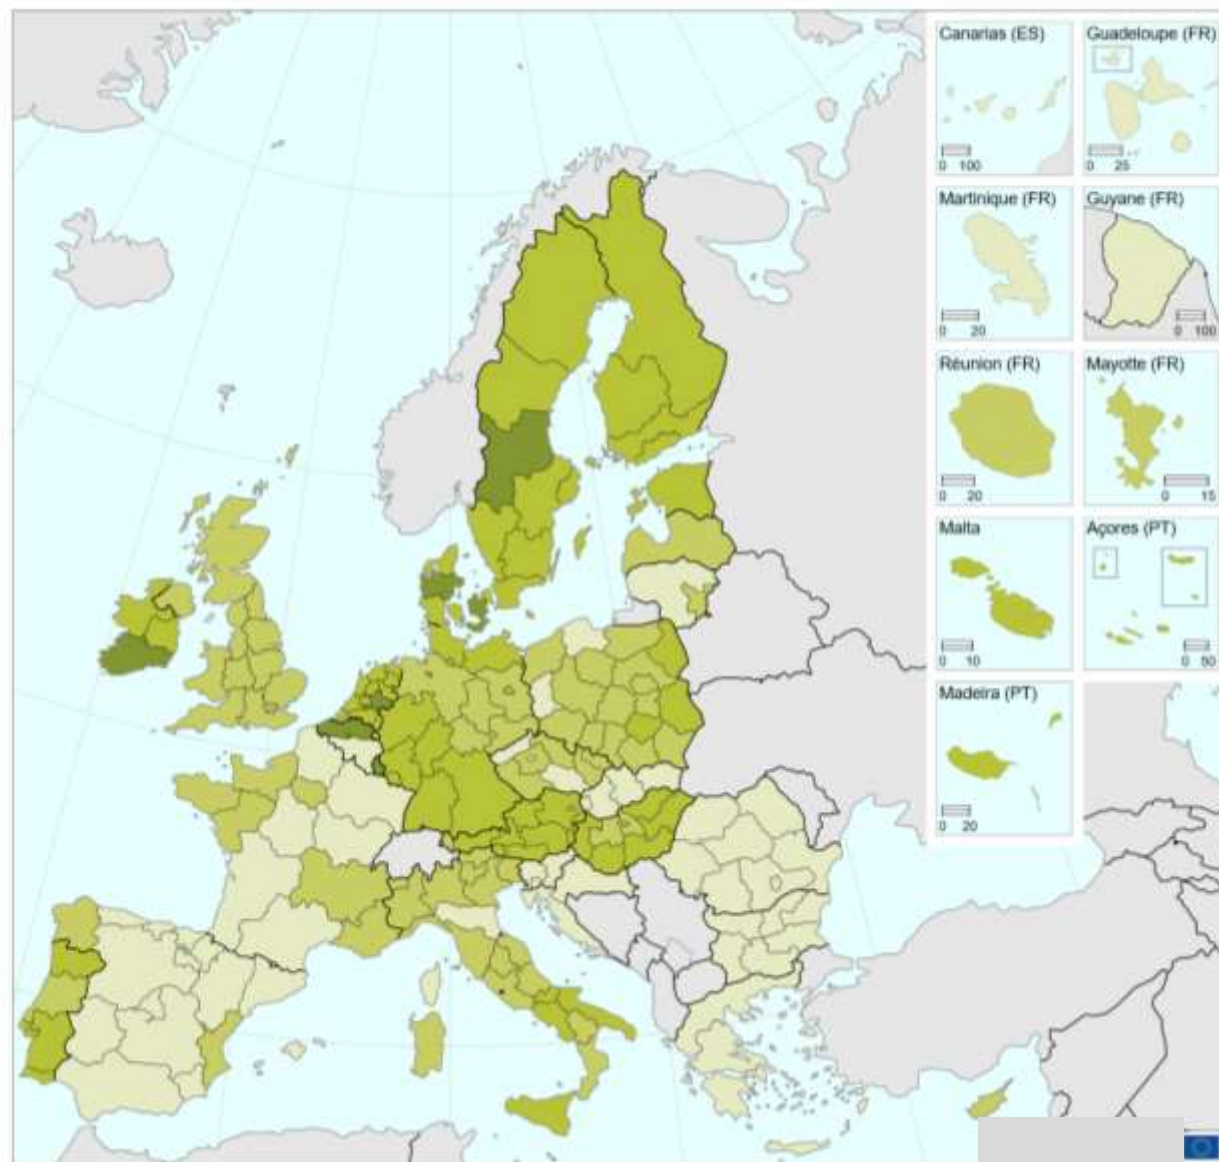 Canarias (ES)
0 100
Guadeloupe (FR)
0 25
Martinique (FR)
0 20
Guyane (FR)
0 100
Réunion (FR)
0 20
Mayotte (FR)
0 15
Malta
0 10
Açores (PT)
0 50
Madeira (PT)
0 20